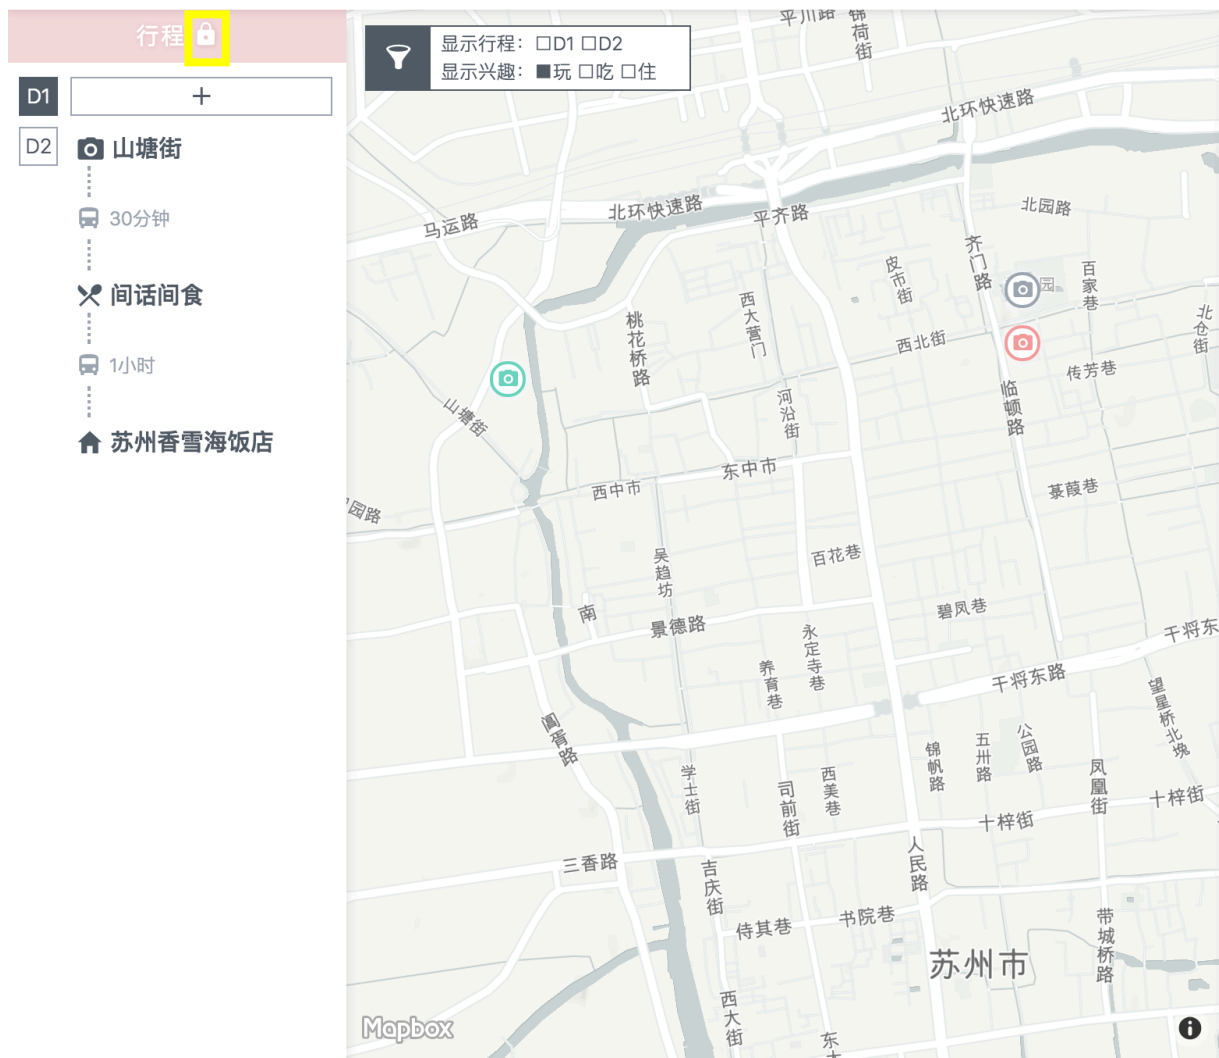 行程
D1
+
D2
山塘街
30分钟
间话间食
1小时
苏州香雪海饭店
显示行程：□D1 □D2
显示兴趣：■玩 □吃 □住
平川路
锦荷街
北环快速路
北环快速路
马运路
平齐路
北园路
齐门路
皮市街
百家巷
园
西大营门
桃花桥路
西北街
北仓街
传芳巷
山塘街
河沿街
临顿路
东中市
西中市
菉葭巷
园路
吴趋坊
百花巷
南
碧凤巷
景德路
永定寺巷
干将东
养育巷
干将东路
望星桥北堍
阊胥路
公园路
五卅路
锦帆路
学士街
西美巷
司前街
凤凰街
十梓街
十梓街
三香路
人民路
吉庆街
侍其巷
书院巷
带城桥路
苏州市
西大街
东大
Mapbox